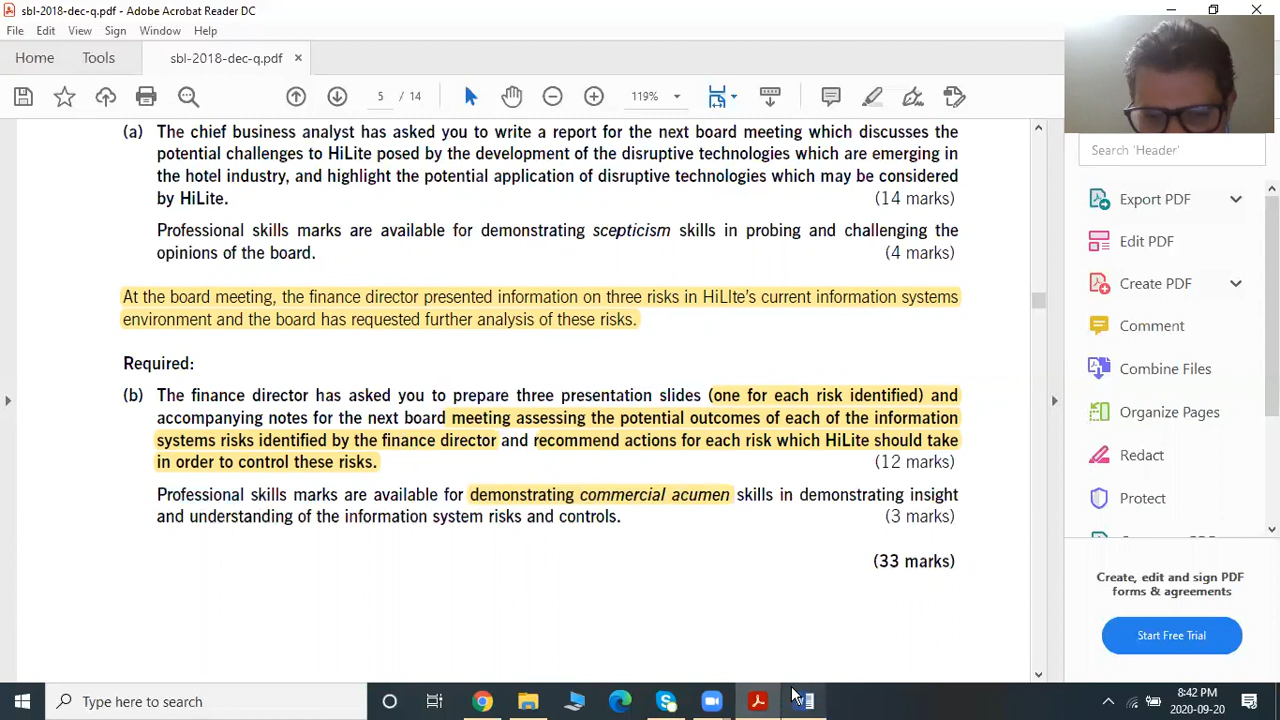 sbl-2018-dec-q.pdf - Adobe Acrobat Reader DC
File Edit View Sign Window Help
Home Tools sbl-2018-dec-q.pdf ×
5 / 14 119%
Search 'Header'
(a) The chief business analyst has asked you to write a report for the next board meeting which discusses the
potential challenges to HiLite posed by the development of the disruptive technologies which are emerging in
the hotel industry, and highlight the potential application of disruptive technologies which may be considered
by HiLite. (14 marks)
Professional skills marks are available for demonstrating scepticism skills in probing and challenging the
opinions of the board. (4 marks)
At the board meeting, the finance director presented information on three risks in HiLIte's current information systems
environment and the board has requested further analysis of these risks.
Required:
(b) The finance director has asked you to prepare three presentation slides (one for each risk identified) and
accompanying notes for the next board meeting assessing the potential outcomes of each of the information
systems risks identified by the finance director and recommend actions for each risk which HiLite should take
in order to control these risks. (12 marks)
Professional skills marks are available for demonstrating commercial acumen skills in demonstrating insight
and understanding of the information system risks and controls. (3 marks)
(33 marks)
Export PDF
Edit PDF
Create PDF
Comment
Combine Files
Organize Pages
Redact
Protect
Create, edit and sign PDF
forms & agreements
Start Free Trial
Type here to search
8:42 PM
2020-09-20